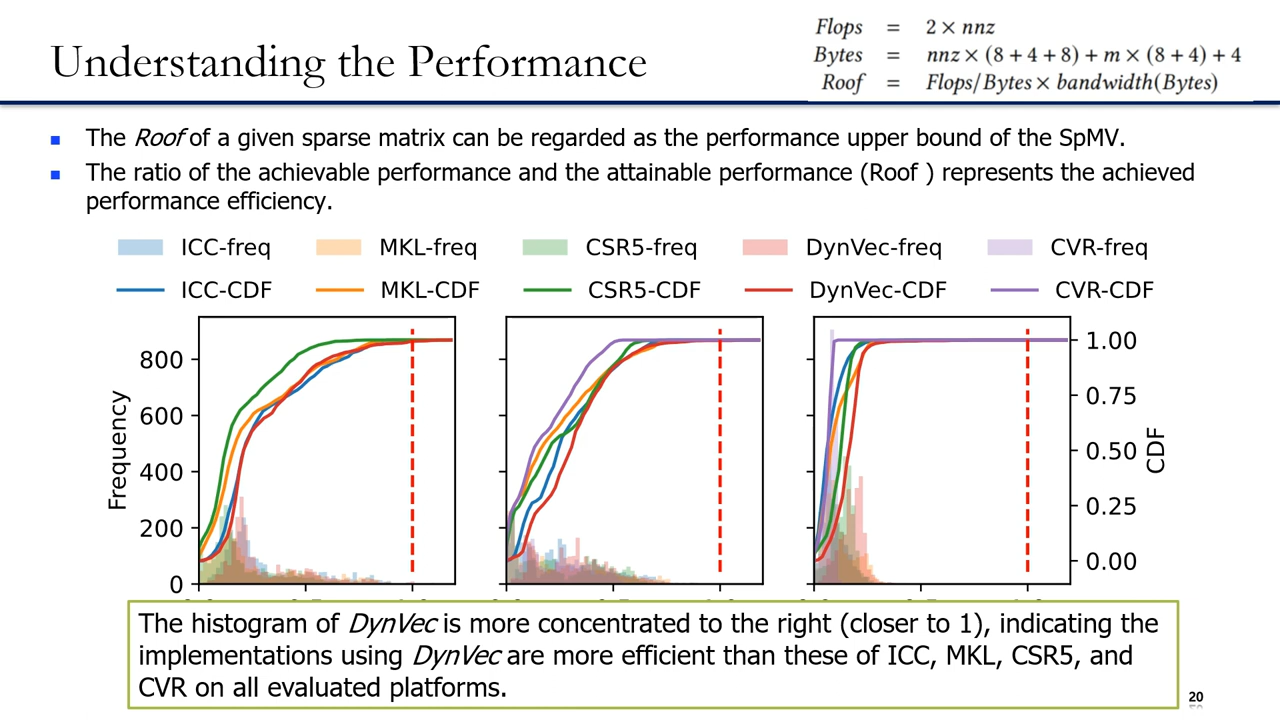 Understanding the Performance
Flops = 2 × nnz
Bytes = nnz × (8 + 4 + 8) + m × (8 + 4) + 4
Roof = Flops/Bytes × bandwidth(Bytes)
The Roof of a given sparse matrix can be regarded as the performance upper bound of the SpMV.
The ratio of the achievable performance and the attainable performance (Roof ) represents the achieved
performance efficiency.
ICC-freq MKL-freq CSR5-freq DynVec-freq CVR-freq
ICC-CDF MKL-CDF CSR5-CDF DynVec-CDF CVR-CDF
Frequency
800
600
400
200
0
1.00
0.75
0.50
0.25
0.00
CDF
The histogram of DynVec is more concentrated to the right (closer to 1), indicating the
implementations using DynVec are more efficient than these of ICC, MKL, CSR5, and
CVR on all evaluated platforms.
20